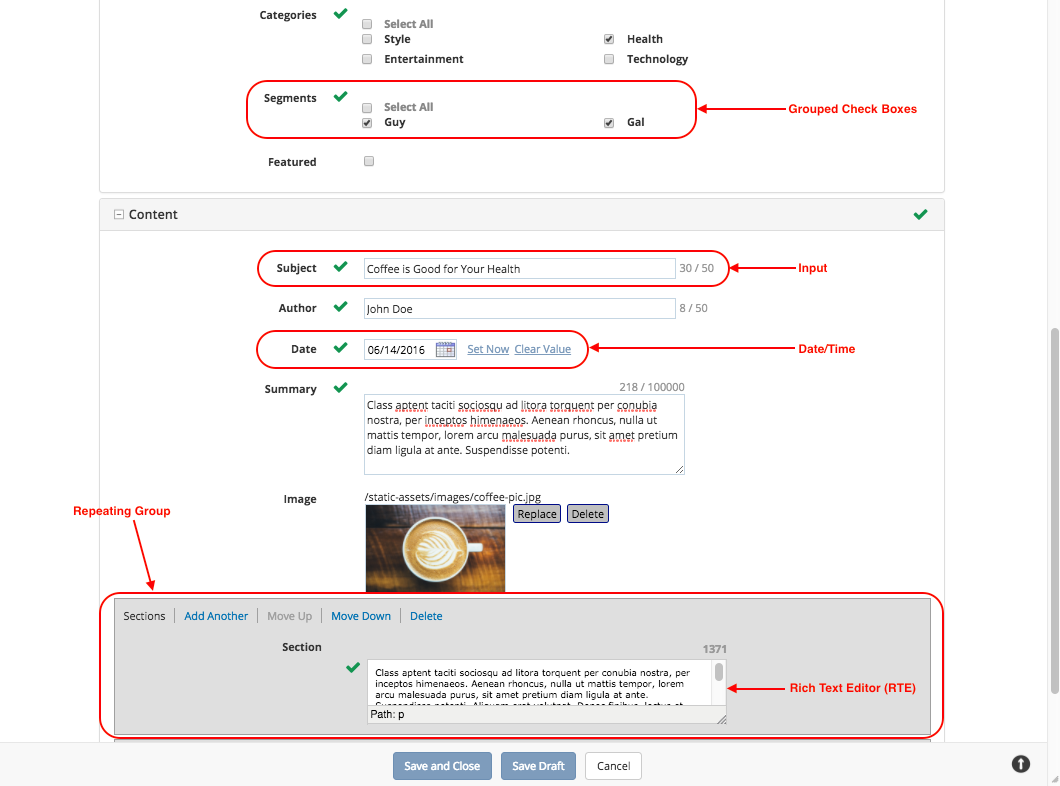 Categories
Select All
Style
Health
Entertainment
Technology
Segments
Select All
Guy
Gal
Grouped Check Boxes
Featured
Content
Subject
Coffee is Good for Your Health
30 / 50
Input
Author
John Doe
8 / 50
Date
06/14/2016
Set Now
Clear Value
Date/Time
Summary
218 / 100000
Class aptent taciti sociosqu ad litora torquent per conubia
nostra, per inceptos himenaeos. Aenean rhoncus, nulla ut
mattis tempor, lorem arcu malesuada purus, sit amet pretium
diam ligula at ante. Suspendisse potenti.
Image
/static-assets/images/coffee-pic.jpg
Replace
Delete
Repeating Group
Sections
Add Another
Move Up
Move Down
Delete
Section
1371
Class aptent taciti sociosqu ad litora torquent per conubia nostra, per
inceptos himenaeos. Aenean rhoncus, nulla ut mattis tempor, lorem
arcu malesuada purus, sit amet pretium diam ligula at ante.
Rich Text Editor (RTE)
Path: p
Save and Close
Save Draft
Cancel